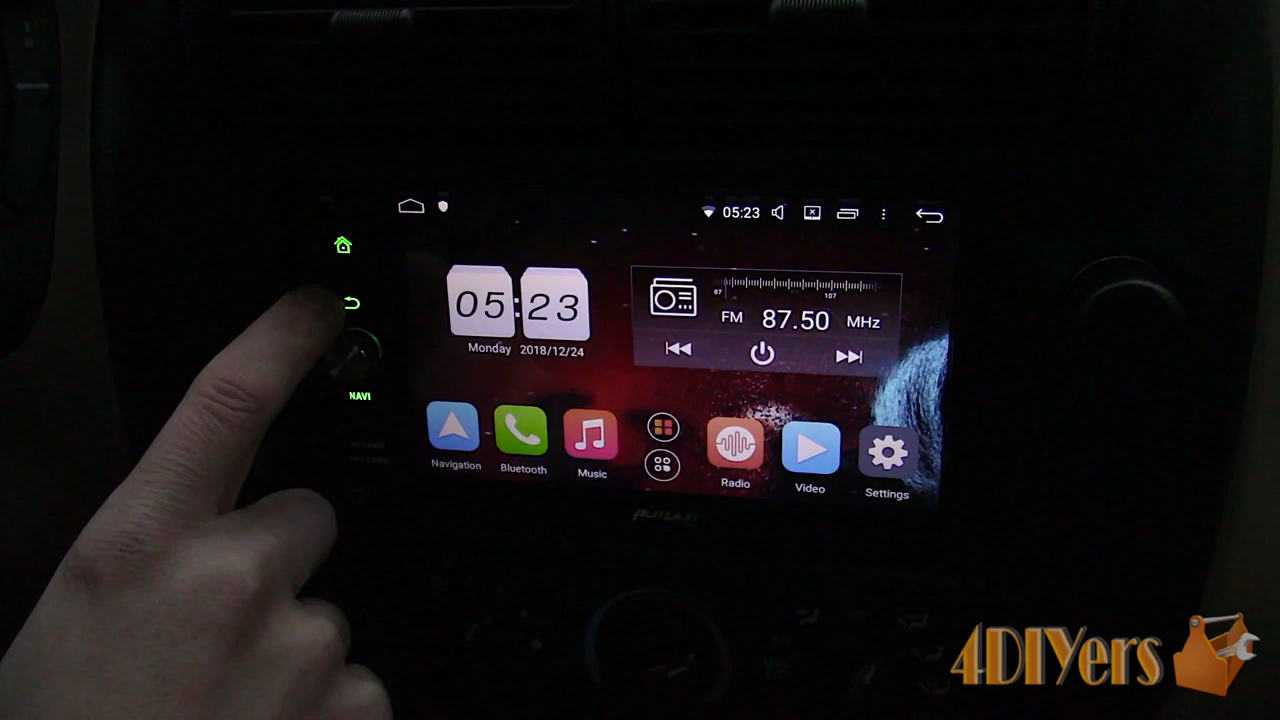 05:23
05:23
Monday 2018/12/24
87
107
FM 87.50 MHz
NAVI
Navigation
Bluetooth
Music
Radio
Video
Settings
4DIYers